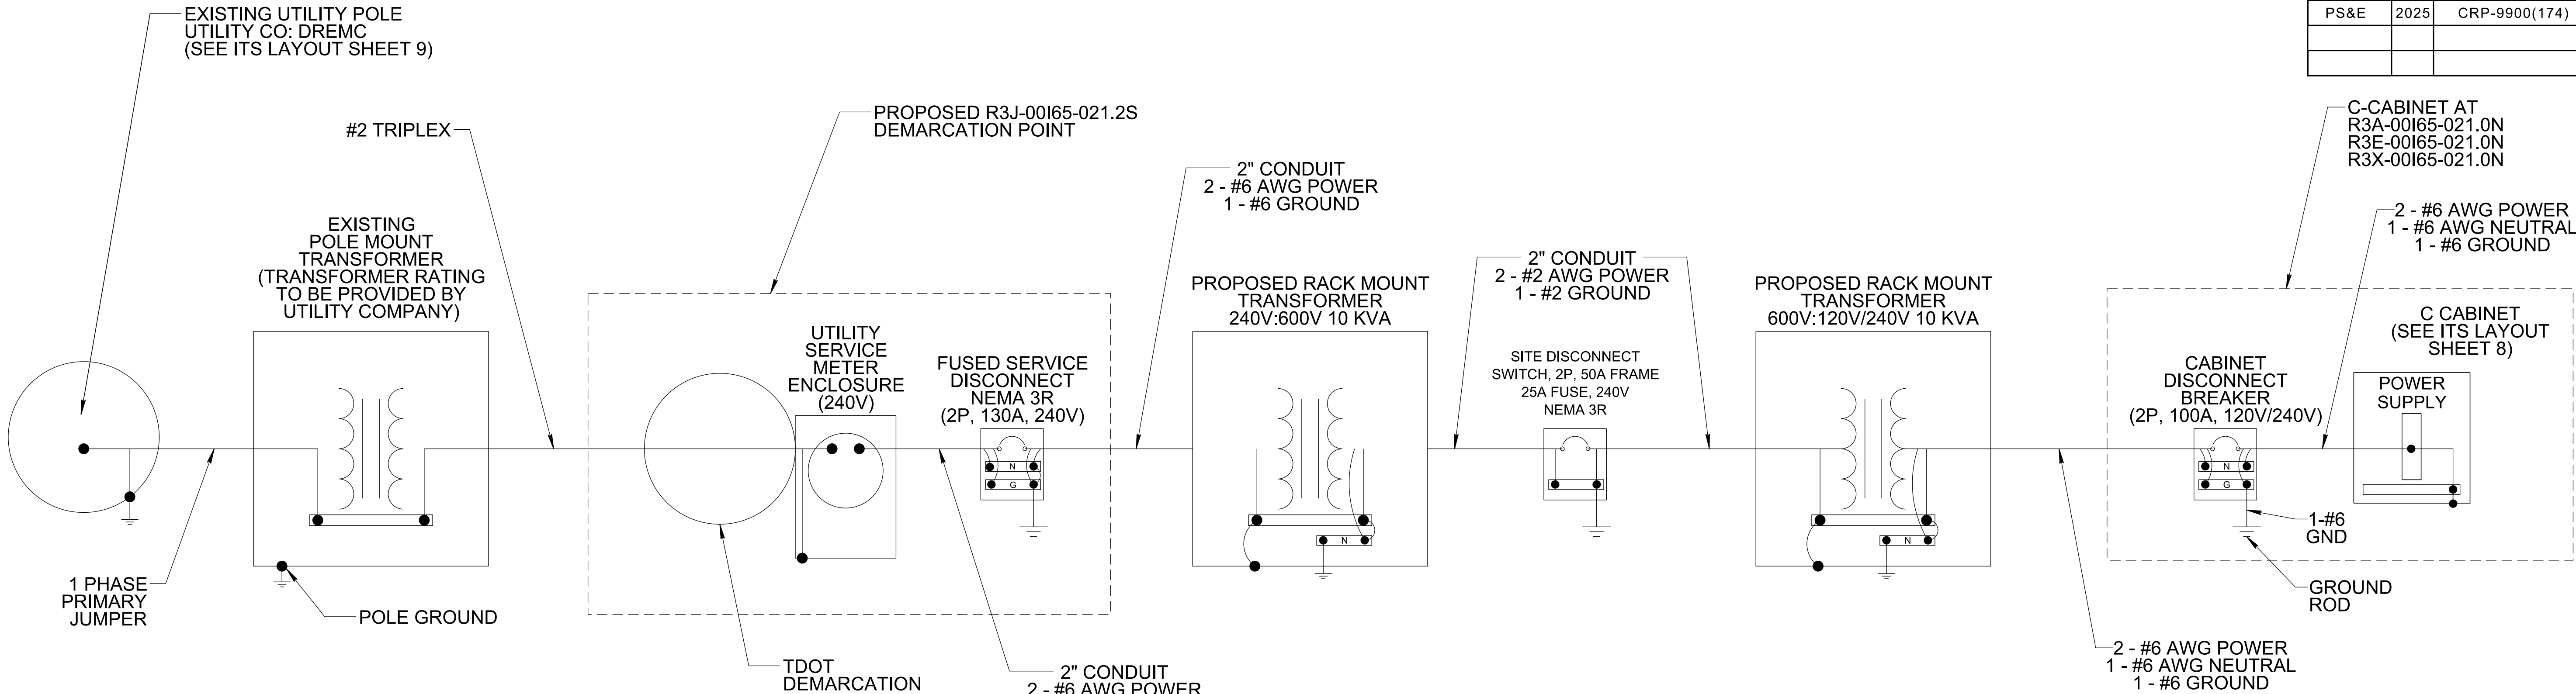 EXISTING UTILITY POLE
UTILITY CO: DREMC
(SEE ITS LAYOUT SHEET 9)
PS&E 2025 CRP-9900(174)
#2 TRIPLEX
PROPOSED R3J-00I65-021.2S
DEMARCATION POINT
C-CABINET AT
R3A-00I65-021.0N
R3E-00I65-021.0N
R3X-00I65-021.0N
2" CONDUIT
2 - #6 AWG POWER
1 - #6 GROUND
2 - #6 AWG POWER
1 - #6 AWG NEUTRAL
1 - #6 GROUND
EXISTING
POLE MOUNT
TRANSFORMER
(TRANSFORMER RATING
TO BE PROVIDED BY
UTILITY COMPANY)
2" CONDUIT
2 - #2 AWG POWER
1 - #2 GROUND
PROPOSED RACK MOUNT
TRANSFORMER
240V:600V 10 KVA
PROPOSED RACK MOUNT
TRANSFORMER
600V:120V/240V 10 KVA
UTILITY
SERVICE
METER
ENCLOSURE
(240V)
FUSED SERVICE
DISCONNECT
NEMA 3R
(2P, 130A, 240V)
SITE DISCONNECT
SWITCH, 2P, 50A FRAME
25A FUSE, 240V
NEMA 3R
CABINET
DISCONNECT
BREAKER
(2P, 100A, 120V/240V)
C CABINET
(SEE ITS LAYOUT
SHEET 8)
POWER
SUPPLY
N
G
N
N
N
G
1-#6
GND
GROUND
ROD
1 PHASE
PRIMARY
JUMPER
POLE GROUND
TDOT
DEMARCATION
2" CONDUIT
2 - #6 AWG POWER
2 - #6 AWG POWER
1 - #6 AWG NEUTRAL
1 - #6 GROUND